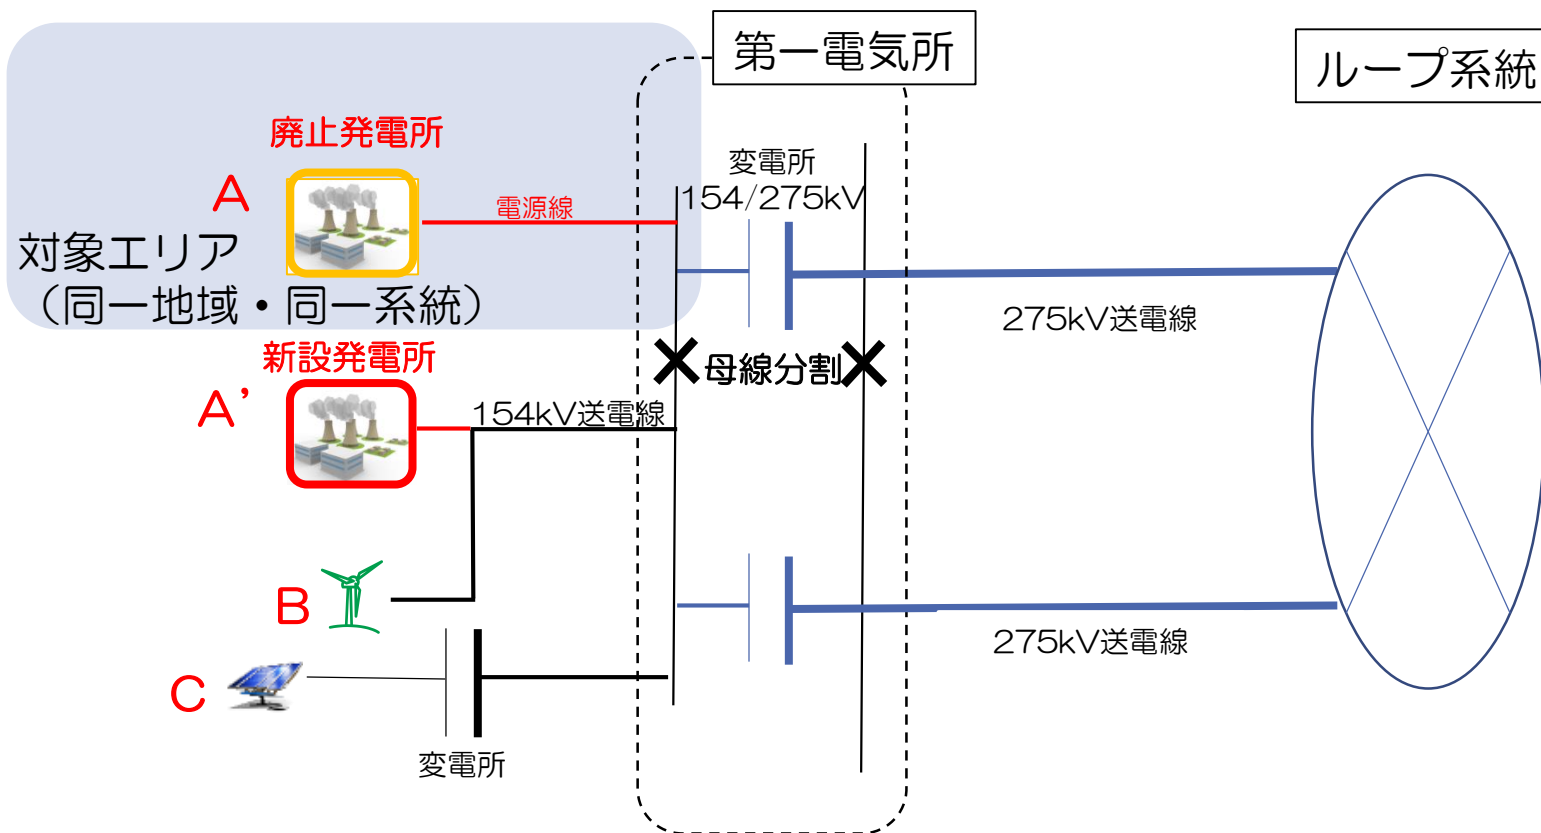 第一電気所
ループ系統
廃止発電所
A
電源線
変電所
154/275kV
対象エリア
（同一地域・同一系統）
275kV送電線
新設発電所
母線分割
A’
154kV送電線
B
275kV送電線
C
変電所